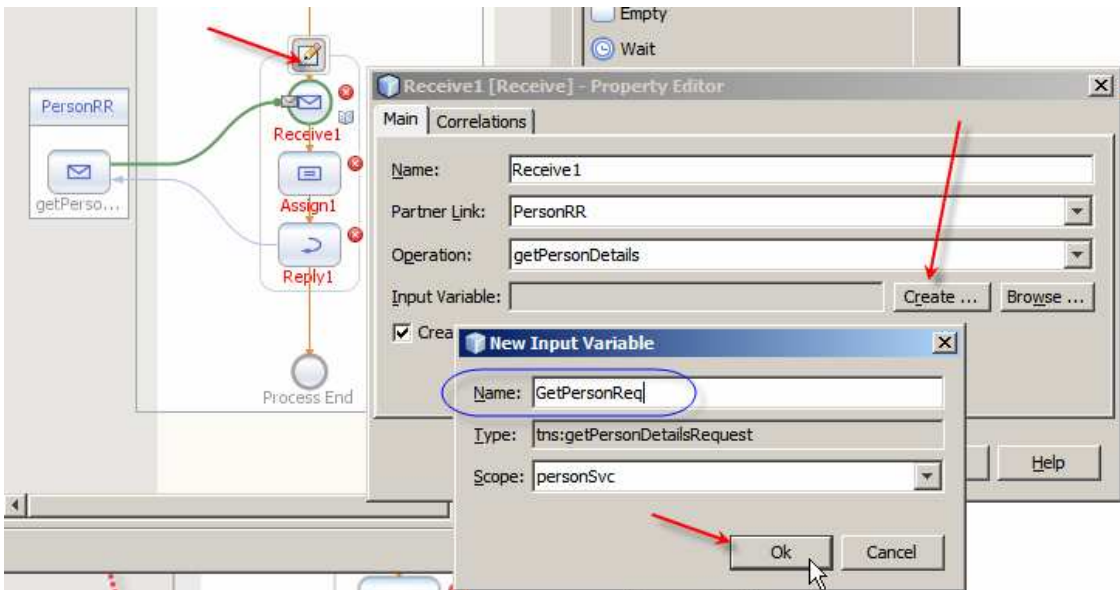 Empty
Wait
PersonRR
getPerso...
Receive1
Assign1
Reply1
Process End
Receive1 [Receive] - Property Editor
Main
Correlations
Name: Receive1
Partner Link: PersonRR
Operation: getPersonDetails
Input Variable:
Create ...
Browse ...
Crea
New Input Variable
Name: GetPersonReq
Type: tns:getPersonDetailsRequest
Scope: personSvc
Ok
Cancel
Help